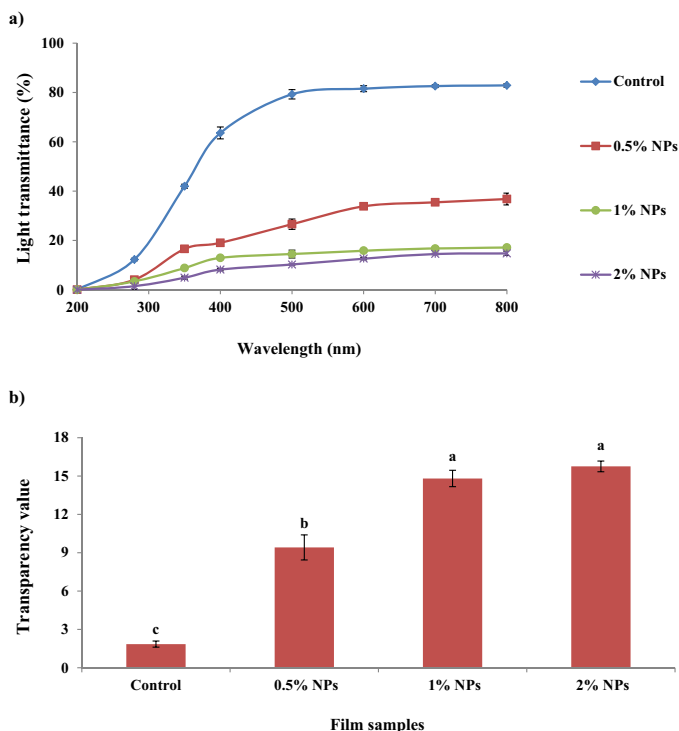 a)
100
80
60
40
20
0
Light transmittance (%)
200 300 400 500 600 700 800
Wavelength (nm)
Control
0.5% NPs
1% NPs
2% NPs
b)
18
15
12
9
6
3
0
Transparency value
c
b
a
a
Control 0.5% NPs 1% NPs 2% NPs
Film samples